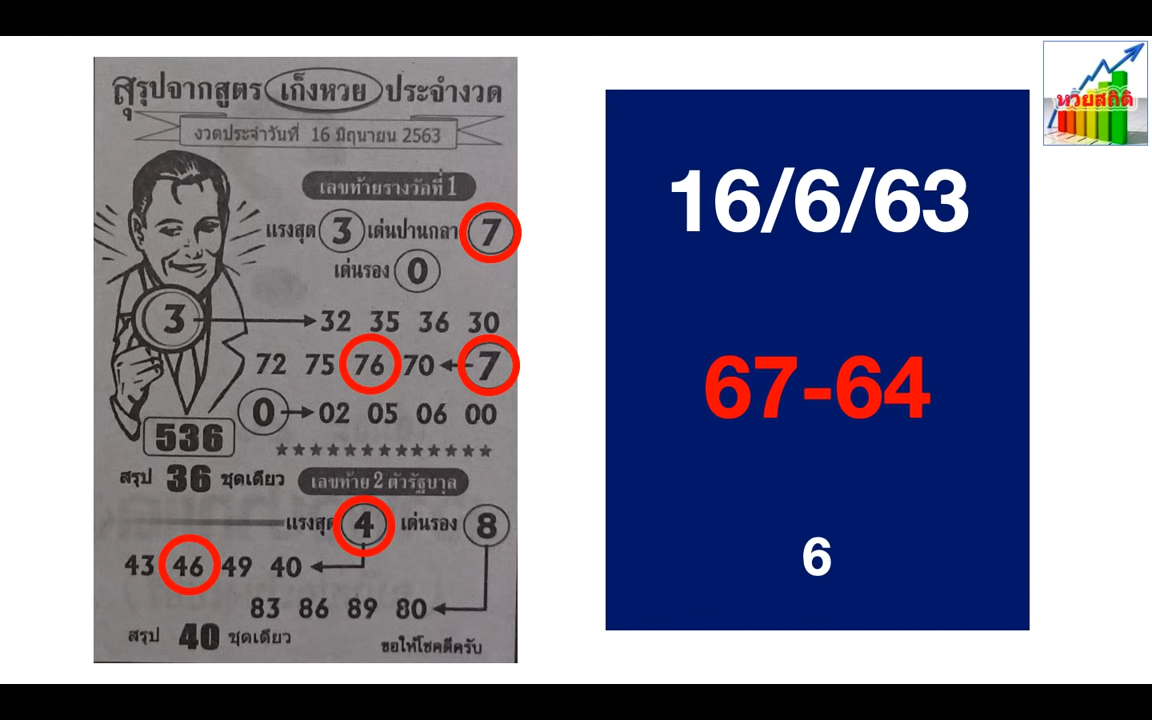 สรุปจากสูตร เก็งหวย ประจำงวด
งวดประจำวันที่ 16 มิถุนายน 2563
เลขท้ายรางวัลที่ 1
แรงสุด 3 เด่นปานกลา 7
เด่นรอง 0
3 32 35 36 30
72 75 76 70 7
0 02 05 06 00
536
สรุป 36 ชุดเดียว
เลขท้าย 2 ตัวรัฐบาล
แรงสุด 4 เด่นรอง 8
43 46 49 40
83 86 89 80
สรุป 40 ชุดเดียว
ขอให้โชคดีครับ
16/6/63
67-64
6
หวยสถิติ